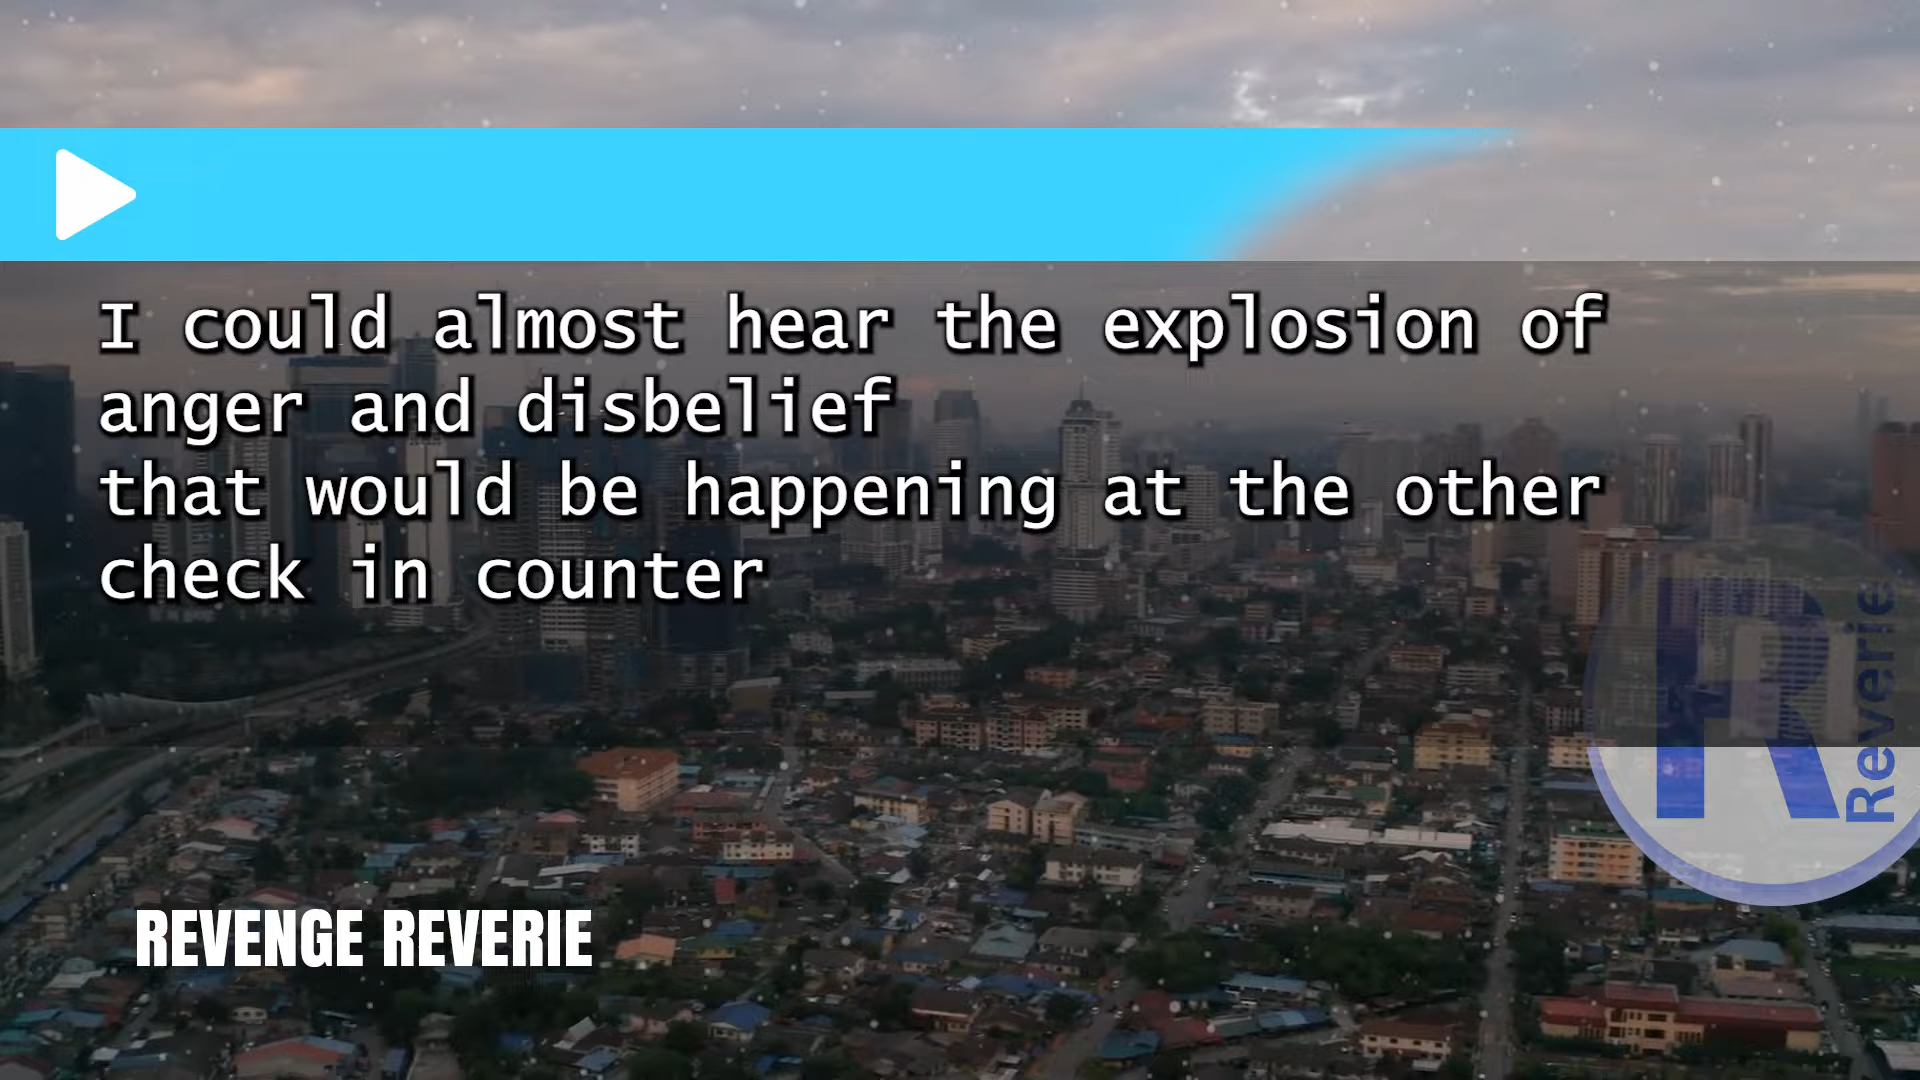 I could almost hear the explosion of
anger and disbelief
that would be happening at the other
check in counter
R
Reverie
REVENGE REVERIE